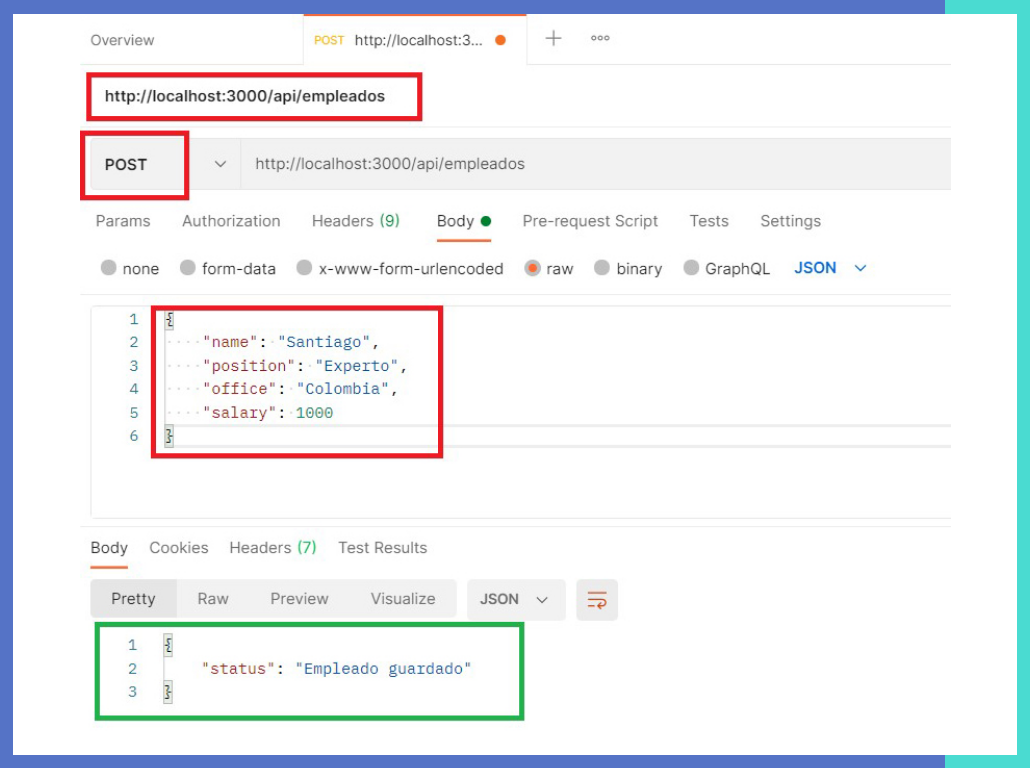 Overview POST http://localhost:3... + ooo
http://localhost:3000/api/empleados
POST http://localhost:3000/api/empleados
Params Authorization Headers (9) Body Pre-request Script Tests Settings
none form-data x-www-form-urlencoded raw binary GraphQL JSON
1 {
2 "name": "Santiago",
3 "position": "Experto",
4 "office": "Colombia",
5 "salary": 1000
6 }
Body Cookies Headers (7) Test Results
Pretty Raw Preview Visualize JSON
1 {
2 "status": "Empleado guardado"
3 }